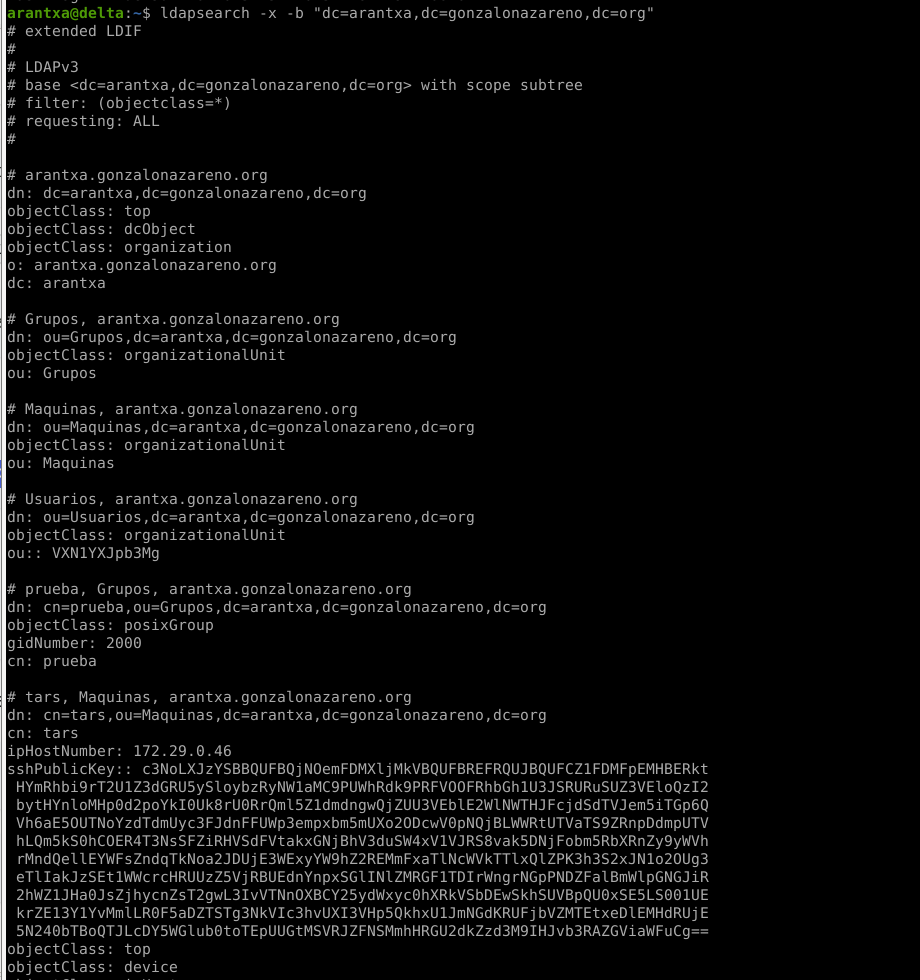 arantxa@delta:~$ ldapsearch -x -b "dc=arantxa,dc=gonzalonazareno,dc=org"
# extended LDIF
#
# LDAPv3
# base <dc=arantxa,dc=gonzalonazareno,dc=org> with scope subtree
# filter: (objectclass=*)
# requesting: ALL
#
# arantxa.gonzalonazareno.org
dn: dc=arantxa,dc=gonzalonazareno,dc=org
objectClass: top
objectClass: dcObject
objectClass: organization
o: arantxa.gonzalonazareno.org
dc: arantxa
# Grupos, arantxa.gonzalonazareno.org
dn: ou=Grupos,dc=arantxa,dc=gonzalonazareno,dc=org
objectClass: organizationalUnit
ou: Grupos
# Maquinas, arantxa.gonzalonazareno.org
dn: ou=Maquinas,dc=arantxa,dc=gonzalonazareno,dc=org
objectClass: organizationalUnit
ou: Maquinas
# Usuarios, arantxa.gonzalonazareno.org
dn: ou=Usuarios,dc=arantxa,dc=gonzalonazareno,dc=org
objectClass: organizationalUnit
ou:: VXN1YXJpb3Mg
# prueba, Grupos, arantxa.gonzalonazareno.org
dn: cn=prueba,ou=Grupos,dc=arantxa,dc=gonzalonazareno,dc=org
objectClass: posixGroup
gidNumber: 2000
cn: prueba
# tars, Maquinas, arantxa.gonzalonazareno.org
dn: cn=tars,ou=Maquinas,dc=arantxa,dc=gonzalonazareno,dc=org
cn: tars
ipHostNumber: 172.29.0.46
sshPublicKey:: c3NoLXJzYSBBQUFBQjNOemFDMXljMkVBQUFBREFRQUJBQUFCZ1FDMFpEMHBERkt
HYmRhbi9rT2U1Z3dGRU5ySloybzRyNW1aMC9PUWhRdk9PRFVOOFRhbGh1U3JSRURuSUZ3VEloQzI2
bytHYnloMHp0d2poYkI0Uk8rU0RrQml5Z1dmdngwQjZUU3VEblE2WlNWTHJFcjdSdTVJem5iTGp6Q
Vh6aE5OUTNoYzdTdmUyc3FJdnFFUWp3empxbm5mUXo2ODcwV0pNQjBLWWRtUTVaTS9ZRnpDdmpUTV
hLQm5kS0hCOER4T3NsSFZiRHVSdFVtakxGNjBhV3duSW4xV1VJRS8vak5DNjFobm5RbXRnZy9yWVh
rMndQellEYWFsZndqTkNoa2JDUjE3WExyYW9hZ2REMmFxaTlNcWVkTTlxQlZPK3h3S2xJN1o2OUg3
eTlIakJzSEt1WWcrcHRUUzZ5VjRBUEdnYnpXSGlINlZMRGF1TDIrWngrNGpPNDZFalBmWlpGNGJiR
2hWZ1JHa0JsZjhycnZsT2gwL3IvVTNnOXBCY25ydWxyc0hXRkVSbDEwSkhSUVBpQU0xSE5LS001UE
krZE13Y1YvMmlLR0F5aDZTSTg3NkVIc3hvUXI3VHp5QkhxU1JmNGdKRUFjbVZMTEtxeDlEMHdRUjE
5N240bTBoQTJLcDY5WGlub0toTEpUUGtMSVRJZFNSMmhHRGU2dkZzd3M9IHJvb3RAZGViaWFuCg==
objectClass: top
objectClass: device